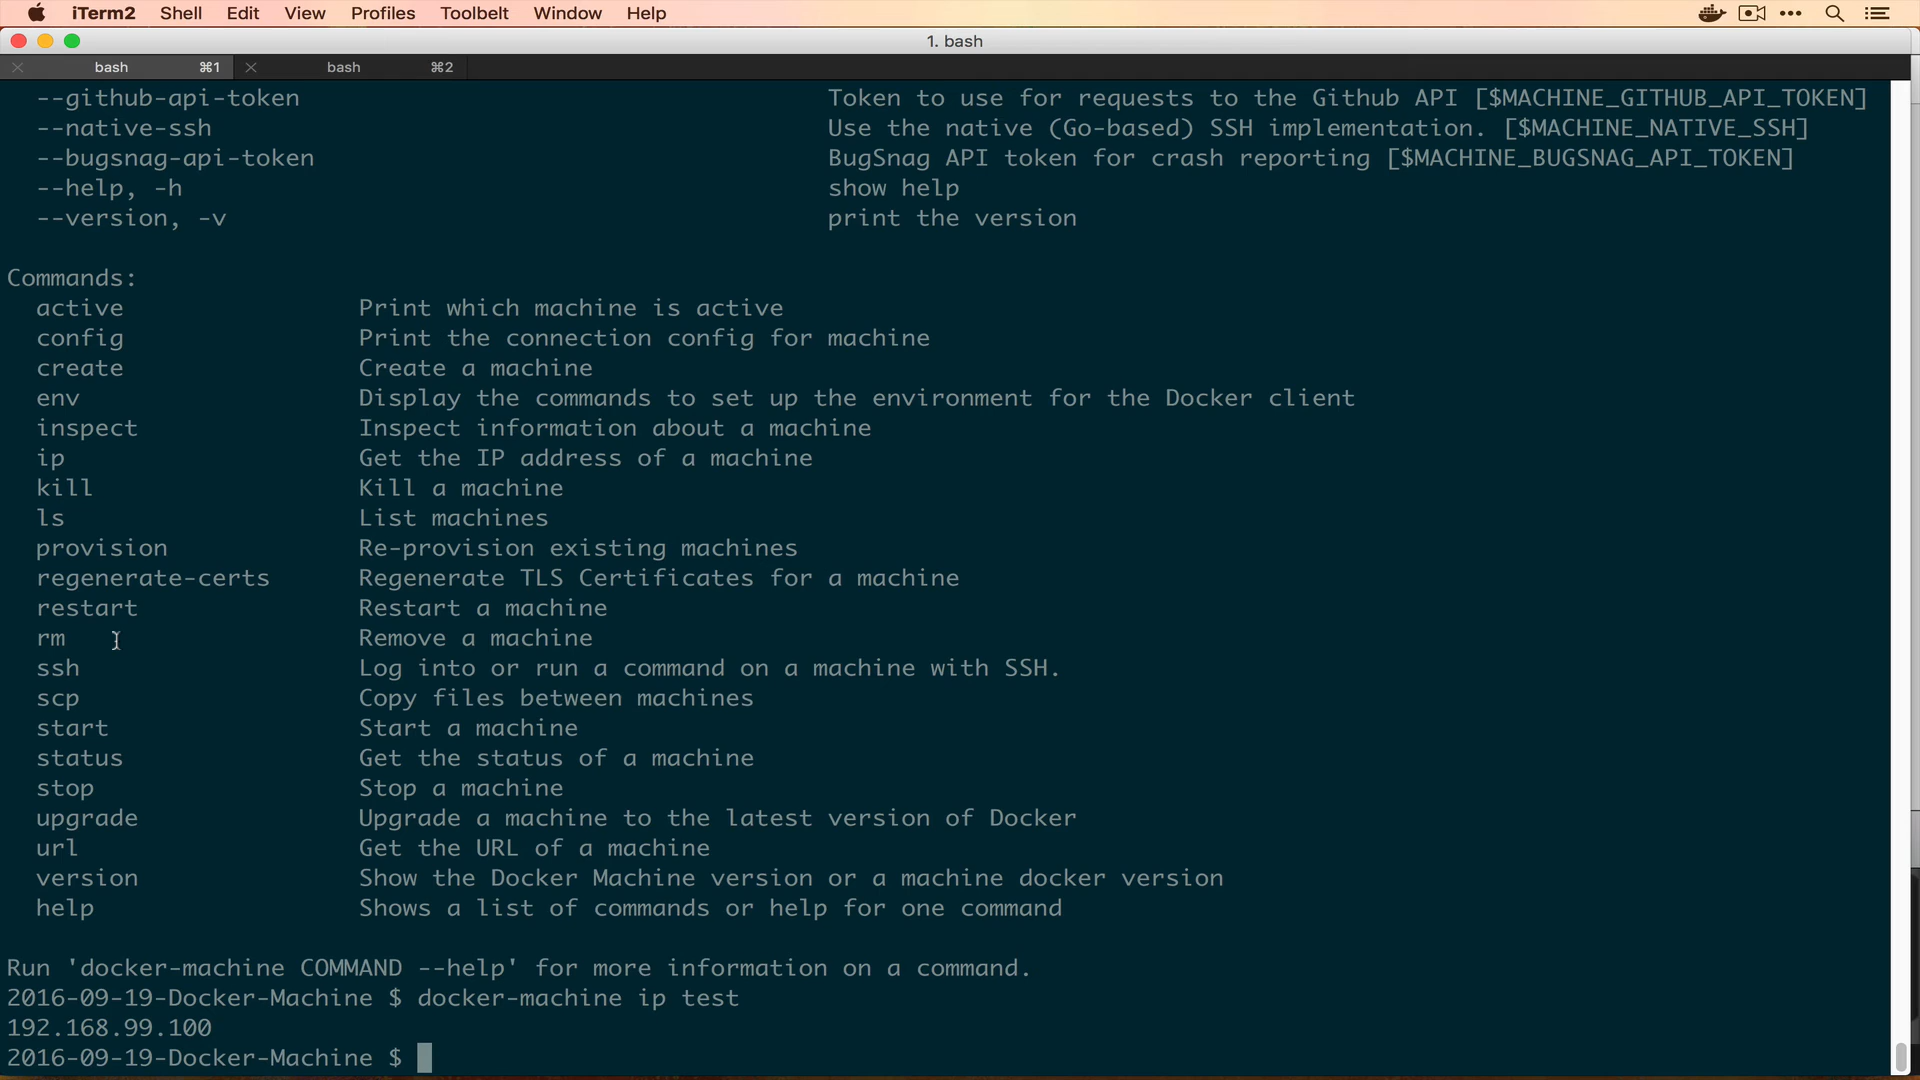 iTerm2 Shell Edit View Profiles Toolbelt Window Help
1. bash
bash ⌘1 bash ⌘2
--github-api-token Token to use for requests to the Github API [$MACHINE_GITHUB_API_TOKEN]
--native-ssh Use the native (Go-based) SSH implementation. [$MACHINE_NATIVE_SSH]
--bugsnag-api-token BugSnag API token for crash reporting [$MACHINE_BUGSNAG_API_TOKEN]
--help, -h show help
--version, -v print the version
Commands:
active Print which machine is active
config Print the connection config for machine
create Create a machine
env Display the commands to set up the environment for the Docker client
inspect Inspect information about a machine
ip Get the IP address of a machine
kill Kill a machine
ls List machines
provision Re-provision existing machines
regenerate-certs Regenerate TLS Certificates for a machine
restart Restart a machine
rm Remove a machine
ssh Log into or run a command on a machine with SSH.
scp Copy files between machines
start Start a machine
status Get the status of a machine
stop Stop a machine
upgrade Upgrade a machine to the latest version of Docker
url Get the URL of a machine
version Show the Docker Machine version or a machine docker version
help Shows a list of commands or help for one command
Run 'docker-machine COMMAND --help' for more information on a command.
2016-09-19-Docker-Machine $ docker-machine ip test
192.168.99.100
2016-09-19-Docker-Machine $